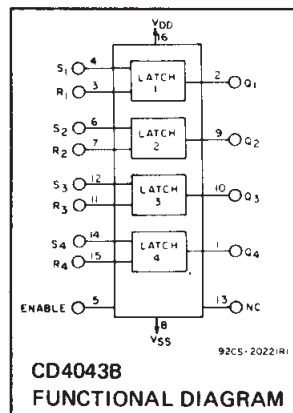 VDD
16
S1 4 LATCH 1 2 Q1
R1 3
S2 6 LATCH 2 9 Q2
R2 7
S3 12 LATCH 3 10 Q3
R3 11
S4 14 LATCH 4 1 Q4
R4 15
ENABLE 5 13 NC
8
VSS
92CS-20221R1
CD4043B
FUNCTIONAL DIAGRAM